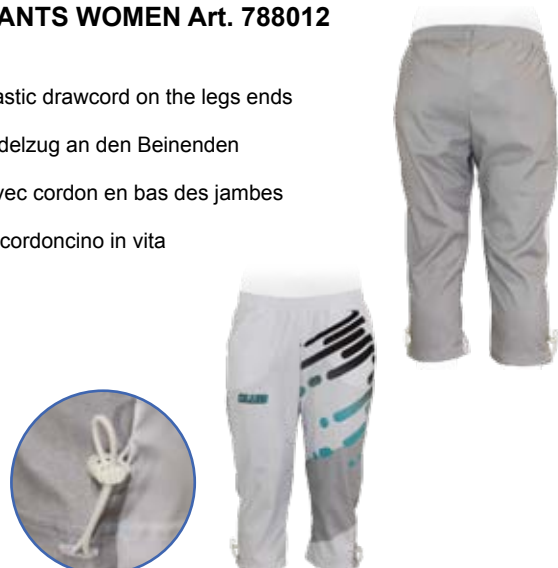 ANTS WOMEN Art. 788012
astic drawcord on the legs ends
delzug an den Beinenden
vec cordon en bas des jambes
cordoncino in vita